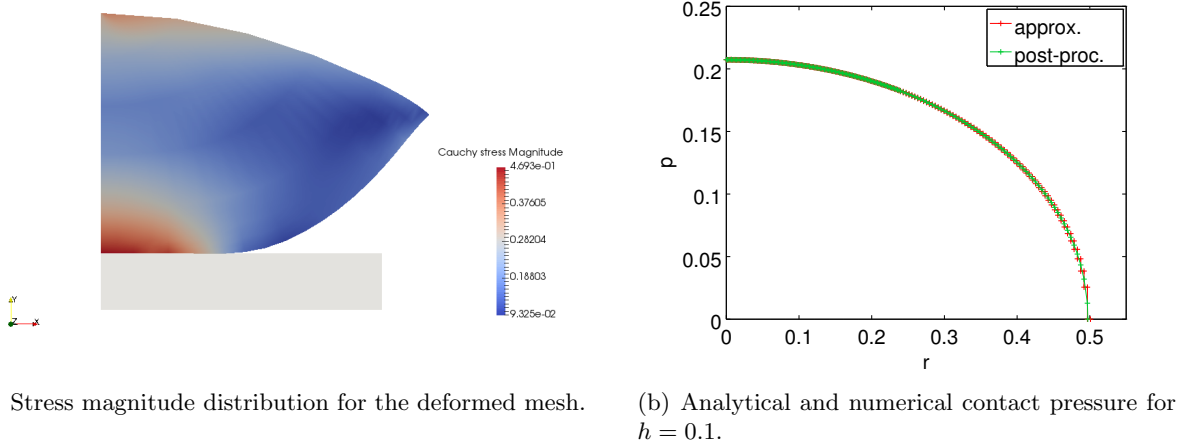 Cauchy stress Magnitude
4.693e-01
0.37605
0.28204
0.18803
9.325e-02
Y
Z
X
Stress magnitude distribution for the deformed mesh.
0.25
0.2
0.15
0.1
0.05
0
p
approx.
post-proc.
0
0.1
0.2
0.3
0.4
0.5
r
(b) Analytical and numerical contact pressure for
h = 0.1.